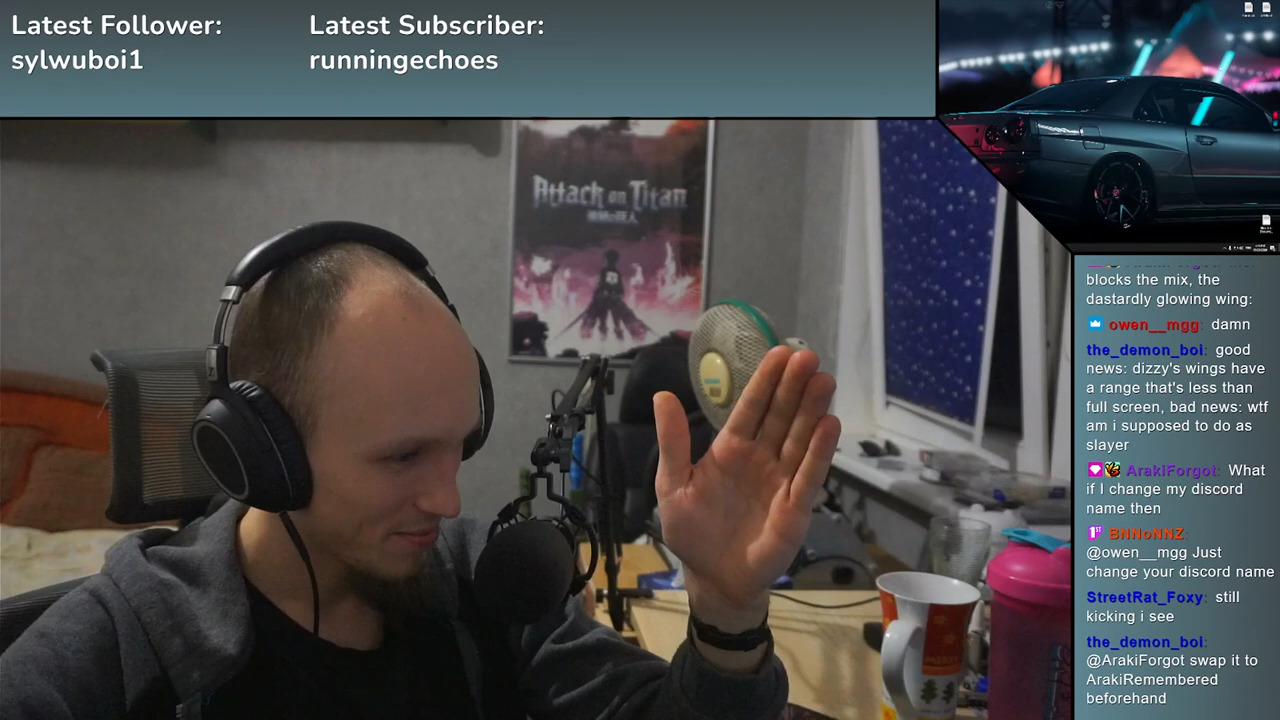 Latest Follower:
sylwuboi1
Latest Subscriber:
runningechoes
Attack on Titan
blocks the mix, the
dastardly glowing wing:
owen__mgg: damn
the_demon_boi: good
news: dizzy's wings have
a range that's less than
full screen, bad news: wtf
am i supposed to do as
slayer
ArakiForgot: What
if I change my discord
name then
BNNoNNZ:
@owen__mgg Just
change your discord name
StreetRat_Foxy: still
kicking i see
the_demon_boi:
@ArakiForgot swap it to
ArakiRemembered
beforehand